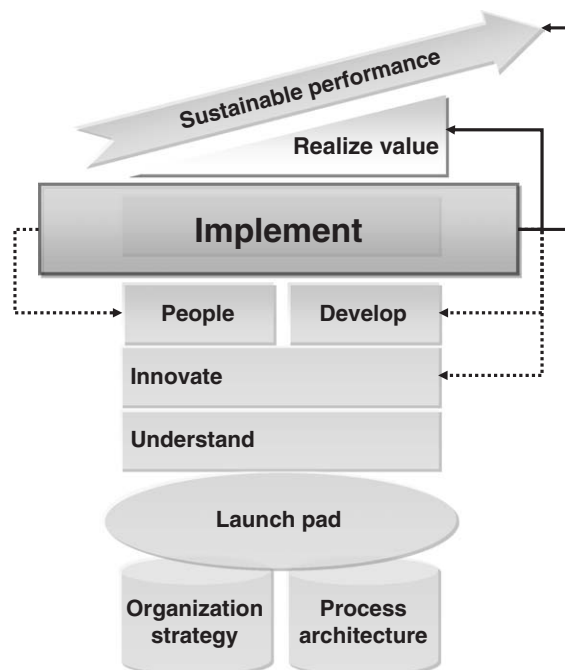 Sustainable performance
Realize value
Implement
People
Develop
Innovate
Understand
Launch pad
Organization
strategy
Process
architecture